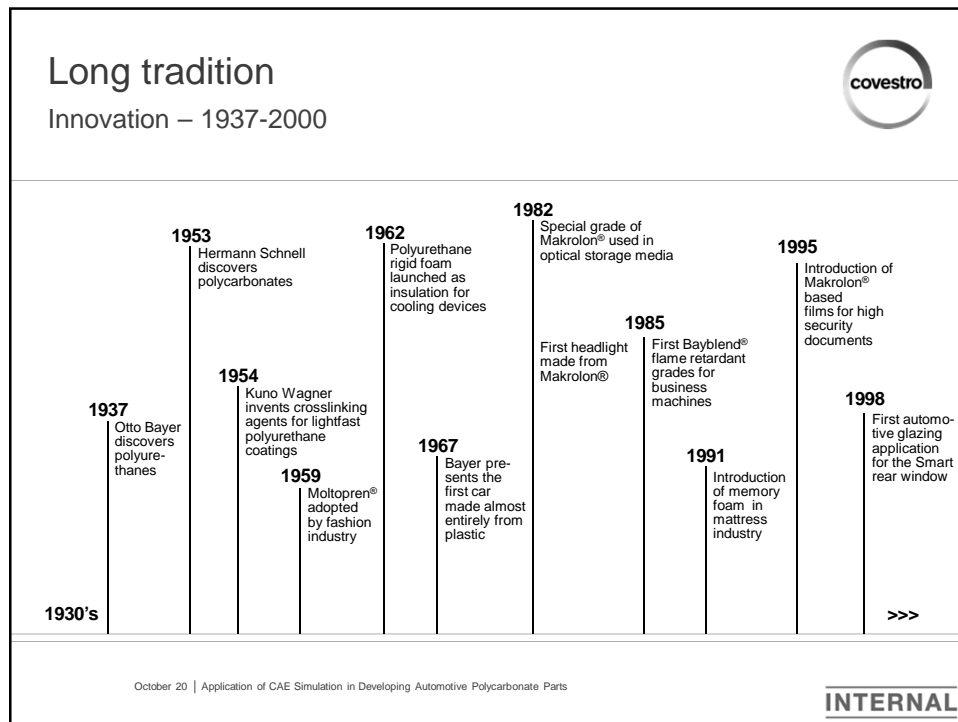 Long tradition
Innovation – 1937-2000
covestro
1937
Otto Bayer
discovers
polyure-
thanes
1953
Hermann Schnell
discovers
polycarbonates
1954
Kuno Wagner
invents crosslinking
agents for lightfast
polyurethane
coatings
1959
Moltopren®
adopted
by fashion
industry
1962
Polyurethane
rigid foam
launched as
insulation for
cooling devices
1967
Bayer pre-
sents the
first car
made almost
entirely from
plastic
1982
Special grade of
Makrolon® used in
optical storage media
First headlight
made from
Makrolon®
1985
First Bayblend®
flame retardant
grades for
business
machines
1991
Introduction
of memory
foam in
mattress
industry
1995
Introduction of
Makrolon®
based
films for high
security
documents
1998
First automo-
tive glazing
application
for the Smart
rear window
1930's
>>>
October 20 | Application of CAE Simulation in Developing Automotive Polycarbonate Parts
INTERNAL